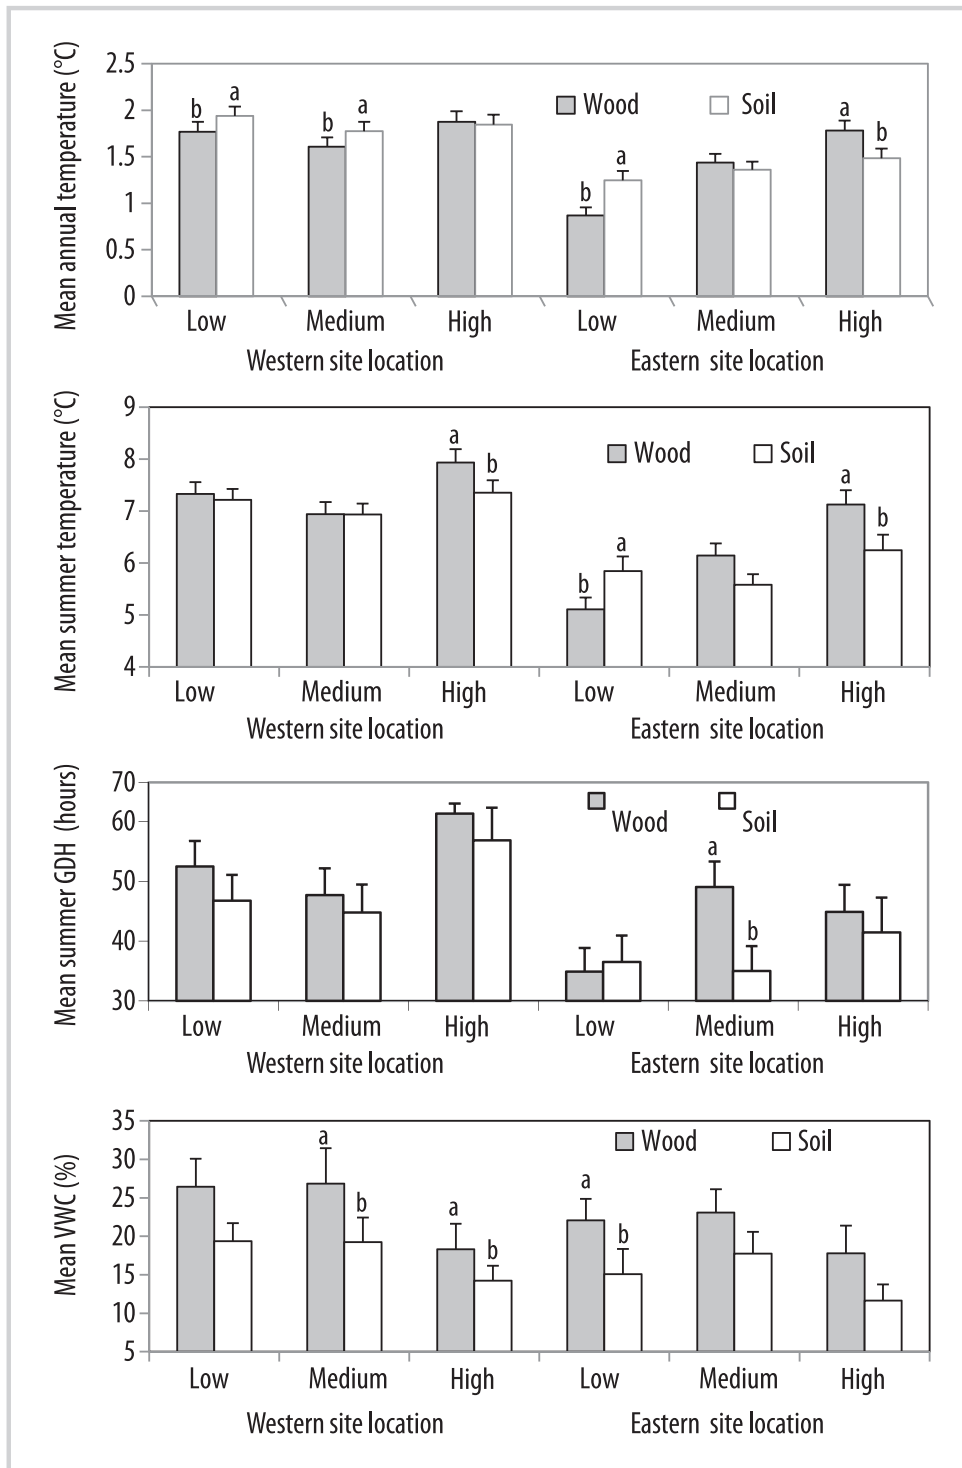 Mean annual temperature (°C)
2.5
2
1.5
1
0.5
0
b a b a b a a b
Wood Soil
Low Medium High Low Medium High
Western site location Eastern site location
Mean summer temperature (°C)
9
8
7
6
5
4
a b b a a b
Wood Soil
Low Medium High Low Medium High
Western site location Eastern site location
Mean summer GDH (hours)
70
60
50
40
30
a b
Wood Soil
Low Medium High Low Medium High
Western site location Eastern site location
Mean VWC (%)
35
30
25
20
15
10
5
a b a b a b
Wood Soil
Low Medium High Low Medium High
Western site location Eastern site location